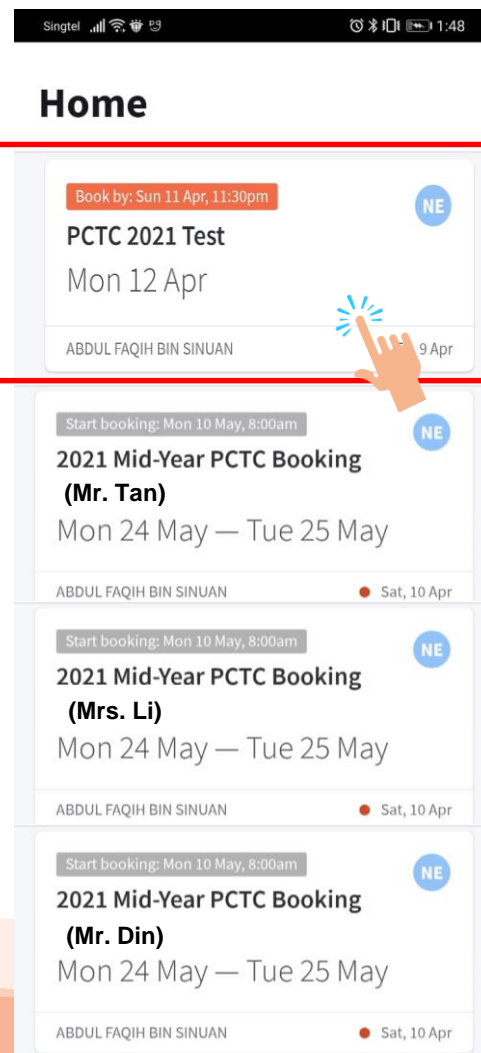 Singtel 1:48
Home
Book by: Sun 11 Apr, 11:30pm
NE
PCTC 2021 Test
Mon 12 Apr
ABDUL FAQIH BIN SINUAN 9 Apr
Start booking: Mon 10 May, 8:00am
NE
2021 Mid-Year PCTC Booking
(Mr. Tan)
Mon 24 May — Tue 25 May
ABDUL FAQIH BIN SINUAN Sat, 10 Apr
Start booking: Mon 10 May, 8:00am
NE
2021 Mid-Year PCTC Booking
(Mrs. Li)
Mon 24 May — Tue 25 May
ABDUL FAQIH BIN SINUAN Sat, 10 Apr
Start booking: Mon 10 May, 8:00am
NE
2021 Mid-Year PCTC Booking
(Mr. Din)
Mon 24 May — Tue 25 May
ABDUL FAQIH BIN SINUAN Sat, 10 Apr